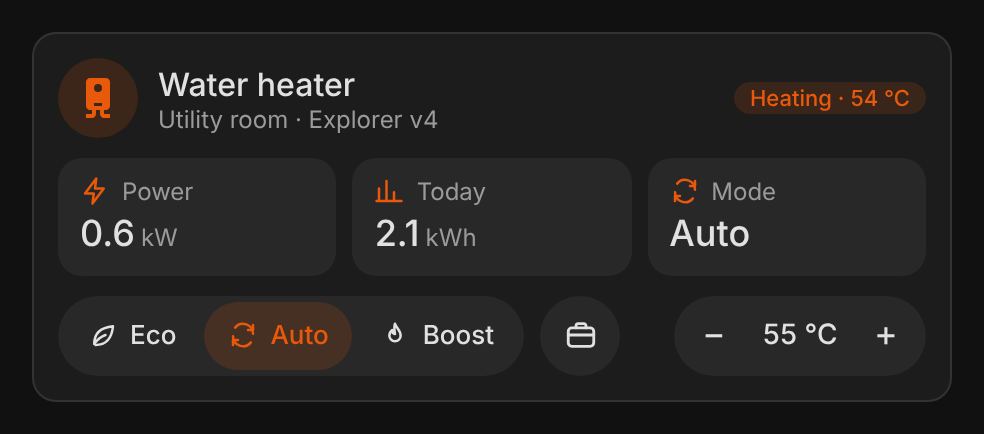 Water heater
Utility room · Explorer v4
Heating · 54 °C
Power
0.6 kW
Today
2.1 kWh
Mode
Auto
Eco
Auto
Boost
− 55 °C +